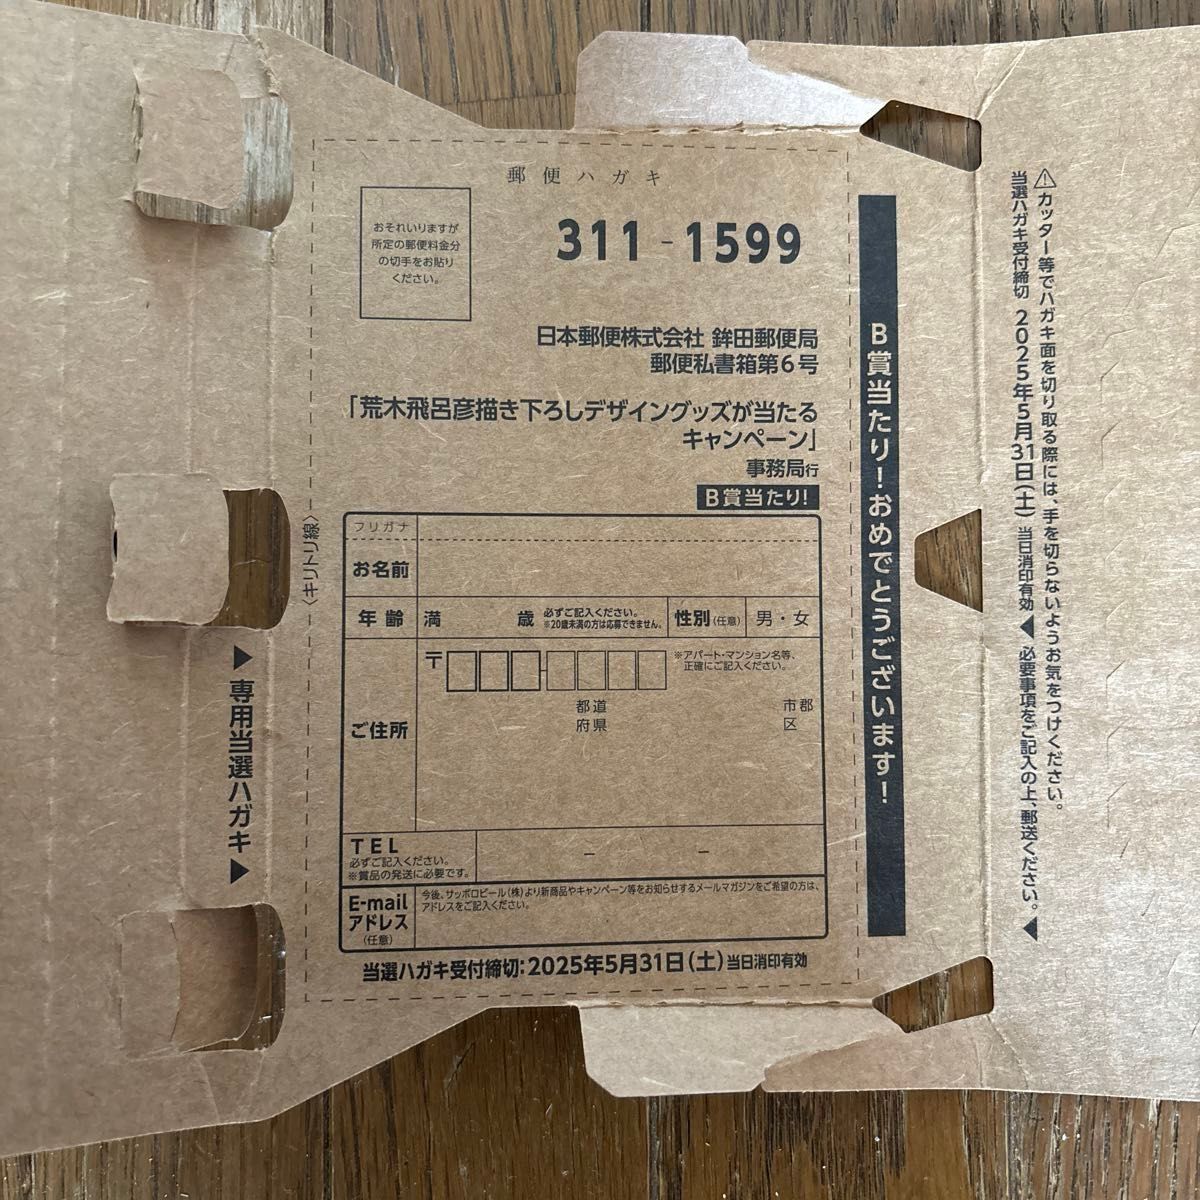 郵便ハガキ
おそれいりますが
所定の郵便料金分
の切手をお貼り
ください。
311-1599
日本郵便株式会社 鉾田郵便局
郵便私書箱第6号
「荒木飛呂彦描き下ろしデザイングッズが当たる
キャンペーン」
事務局行
B賞当たり!
フリガナ
お名前
年齢 満 歳 必ずご記入ください。
※20歳未満の方は応募できません。
性別(任意) 男・女
ご住所
〒
※アパート・マンション名等、
正確にご記入ください。
都道 市郡
府県 区
TEL
必ずご記入ください。
※賞品の発送に必要です。
– –
E-mail
アドレス
(任意)
今後、サッポロビール(株)より新商品やキャンペーン等をお知らせするメールマガジンをご希望の方は、
アドレスをご記入ください。
当選ハガキ受付締切:2025年5月31日(土)当日消印有効
B賞当たり!おめでとうございます!
⚠カッター等でハガキ面を切り取る際には、手を切らないようお気をつけください。
当選ハガキ受付締切 2025年5月31日(土) 当日消印有効 ◀ 必要事項をご記入の上、郵送ください。◀
〈キリトリ線〉
▶専用当選ハガキ▶